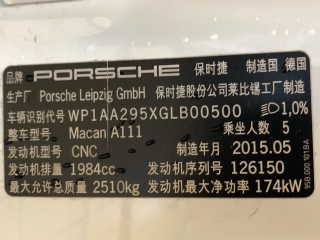 品牌 PORSCHE 保时捷 制造国 德国
生产厂 Porsche Leipzig GmbH 保时捷股份公司莱比锡工厂制造
车辆识别代号 WP1AA295XGLB00500 1,0%
整车型号 Macan A111 乘坐人数 5
发动机型号 CNC 制造年月 2015.05
发动机排量 1984cc 发动机序列号 126150
最大允许总质量 2510kg 发动机最大净功率 174kW
95B 000 101 BA